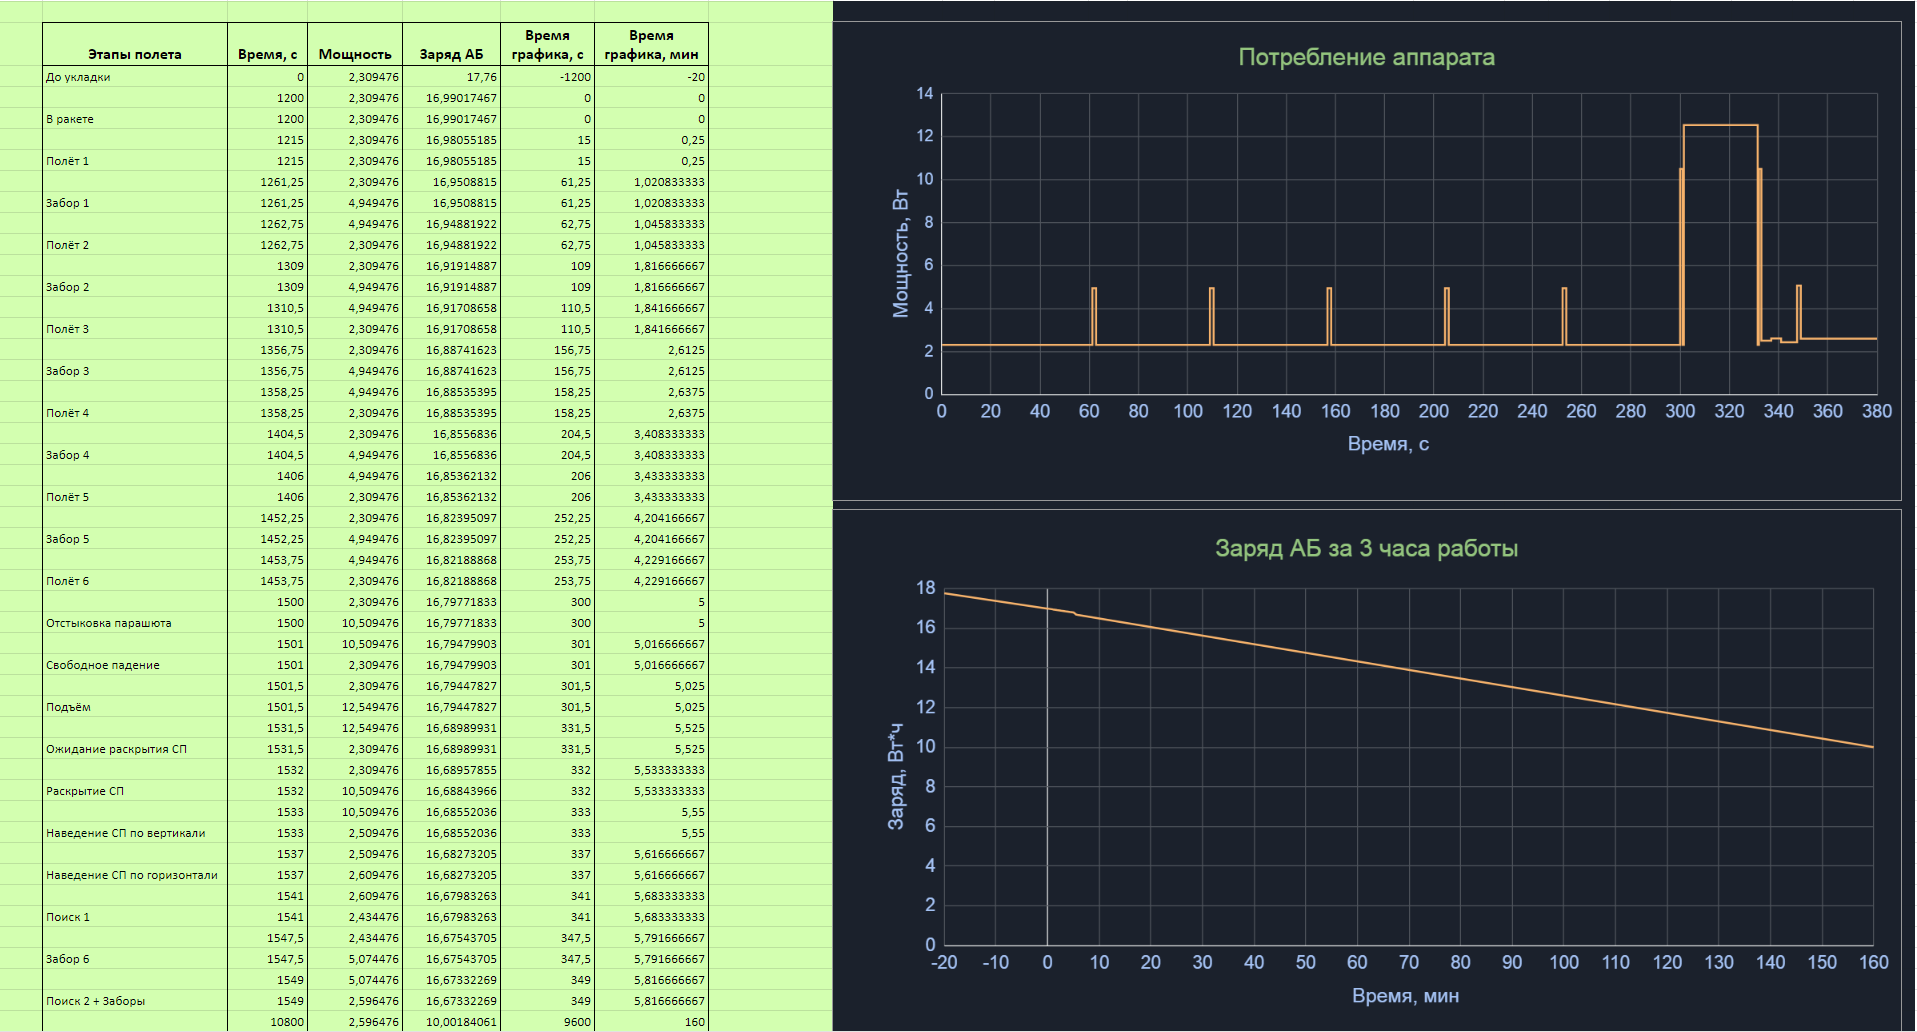 Этапы полета Время, с Мощность Заряд АБ Время графика, с Время графика, мин
До укладки 0 2,309476 17,76 -1200 -20
1200 2,309476 16,99017467 0 0
В ракете 1200 2,309476 16,99017467 0 0
1215 2,309476 16,98055185 15 0,25
Полёт 1 1215 2,309476 16,98055185 15 0,25
1261,25 2,309476 16,9508815 61,25 1,020833333
Забор 1 1261,25 4,949476 16,9508815 61,25 1,020833333
1262,75 4,949476 16,94881922 62,75 1,045833333
Полёт 2 1262,75 2,309476 16,94881922 62,75 1,045833333
1309 2,309476 16,91914887 109 1,816666667
Забор 2 1309 4,949476 16,91914887 109 1,816666667
1310,5 4,949476 16,91708658 110,5 1,841666667
Полёт 3 1310,5 2,309476 16,91708658 110,5 1,841666667
1356,75 2,309476 16,88741623 156,75 2,6125
Забор 3 1356,75 4,949476 16,88741623 156,75 2,6125
1358,25 4,949476 16,88535395 158,25 2,6375
Полёт 4 1358,25 2,309476 16,88535395 158,25 2,6375
1404,5 2,309476 16,8556836 204,5 3,408333333
Забор 4 1404,5 4,949476 16,8556836 204,5 3,408333333
1406 4,949476 16,85362132 206 3,433333333
Полёт 5 1406 2,309476 16,85362132 206 3,433333333
1452,25 2,309476 16,82395097 252,25 4,204166667
Забор 5 1452,25 4,949476 16,82395097 252,25 4,204166667
1453,75 4,949476 16,82188868 253,75 4,229166667
Полёт 6 1453,75 2,309476 16,82188868 253,75 4,229166667
1500 2,309476 16,79771833 300 5
Отстыковка парашюта 1500 10,509476 16,79771833 300 5
1501 10,509476 16,79479903 301 5,016666667
Свободное падение 1501 2,309476 16,79479903 301 5,016666667
1501,5 2,309476 16,79447827 301,5 5,025
Подъём 1501,5 12,549476 16,79447827 301,5 5,025
1531,5 12,549476 16,68989931 331,5 5,525
Ожидание раскрытия СП 1531,5 2,309476 16,68989931 331,5 5,525
1532 2,309476 16,68957855 332 5,533333333
Раскрытие СП 1532 10,509476 16,68843966 332 5,533333333
1533 10,509476 16,68552036 333 5,55
Наведение СП по вертикали 1533 2,509476 16,68552036 333 5,55
1537 2,509476 16,68273205 337 5,616666667
Наведение СП по горизонтали 1537 2,609476 16,68273205 337 5,616666667
1541 2,609476 16,67983263 341 5,683333333
Поиск 1 1541 2,434476 16,67983263 341 5,683333333
1547,5 2,434476 16,67543705 347,5 5,791666667
Забор 6 1547,5 5,074476 16,67543705 347,5 5,791666667
1549 5,074476 16,67332269 349 5,816666667
Поиск 2 + Заборы 1549 2,596476 16,67332269 349 5,816666667
10800 2,596476 10,00184061 9600 160
Потребление аппарата
Мощность, Вт
14
12
10
8
6
4
2
0
0 20 40 60 80 100 120 140 160 180 200 220 240 260 280 300 320 340 360 380
Время, с
Заряд АБ за 3 часа работы
Заряд, Вт*ч
18
16
14
12
10
8
6
4
2
0
-20 -10 0 10 20 30 40 50 60 70 80 90 100 110 120 130 140 150 160
Время, мин